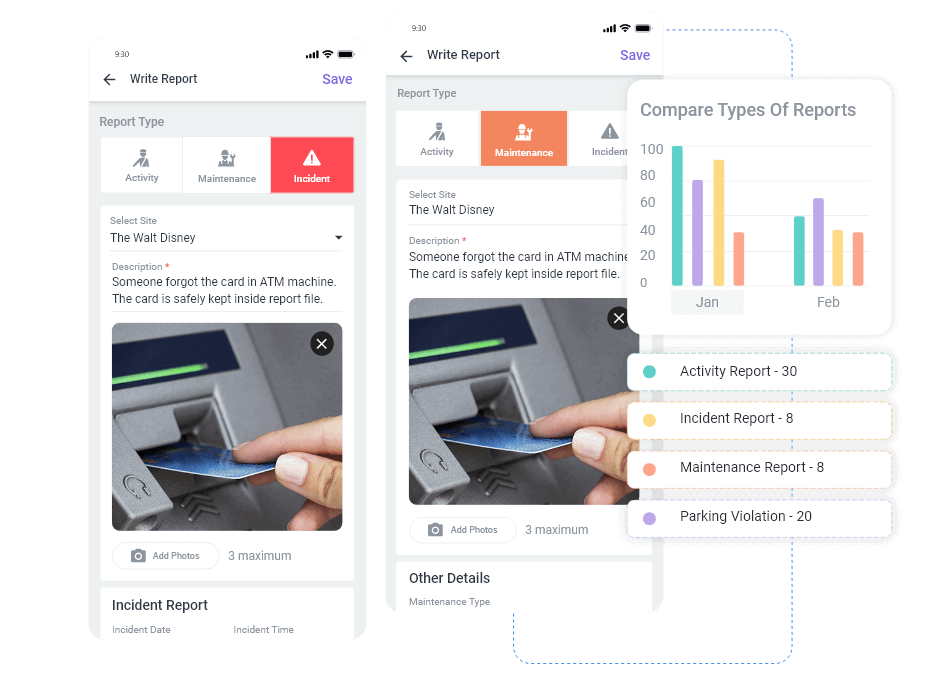 9:30
Write Report
Save
Report Type
Activity
Maintenance
Incident
Select Site
The Walt Disney
Description *
Someone forgot the card in ATM machine.
The card is safely kept inside report file.
Add Photos
3 maximum
Incident Report
Incident Date
Incident Time
9:30
Write Report
Save
Report Type
Activity
Maintenance
Incident
Select Site
The Walt Disney
Description *
Someone forgot the card in ATM machine
The card is safely kept inside report file.
Add Photos
3 maximum
Other Details
Maintenance Type
Compare Types Of Reports
100
80
60
40
20
0
Jan
Feb
Activity Report - 30
Incident Report - 8
Maintenance Report - 8
Parking Violation - 20